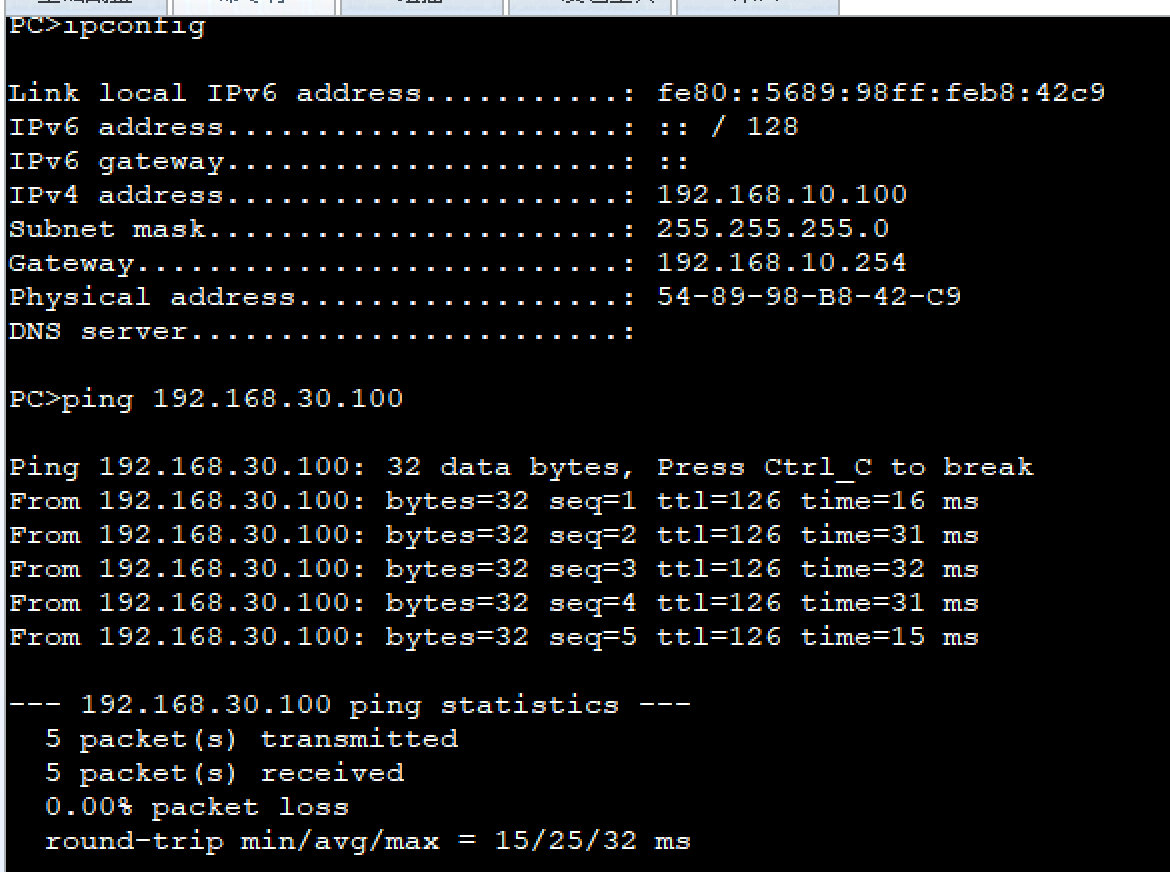 PC>ipconfig
Link local IPv6 address...........: fe80::5689:98ff:feb8:42c9
IPv6 address......................: :: / 128
IPv6 gateway......................: ::
IPv4 address......................: 192.168.10.100
Subnet mask.......................: 255.255.255.0
Gateway...........................: 192.168.10.254
Physical address..................: 54-89-98-B8-42-C9
DNS server........................:
PC>ping 192.168.30.100
Ping 192.168.30.100: 32 data bytes, Press Ctrl_C to break
From 192.168.30.100: bytes=32 seq=1 ttl=126 time=16 ms
From 192.168.30.100: bytes=32 seq=2 ttl=126 time=31 ms
From 192.168.30.100: bytes=32 seq=3 ttl=126 time=32 ms
From 192.168.30.100: bytes=32 seq=4 ttl=126 time=31 ms
From 192.168.30.100: bytes=32 seq=5 ttl=126 time=15 ms
--- 192.168.30.100 ping statistics ---
5 packet(s) transmitted
5 packet(s) received
0.00% packet loss
round-trip min/avg/max = 15/25/32 ms